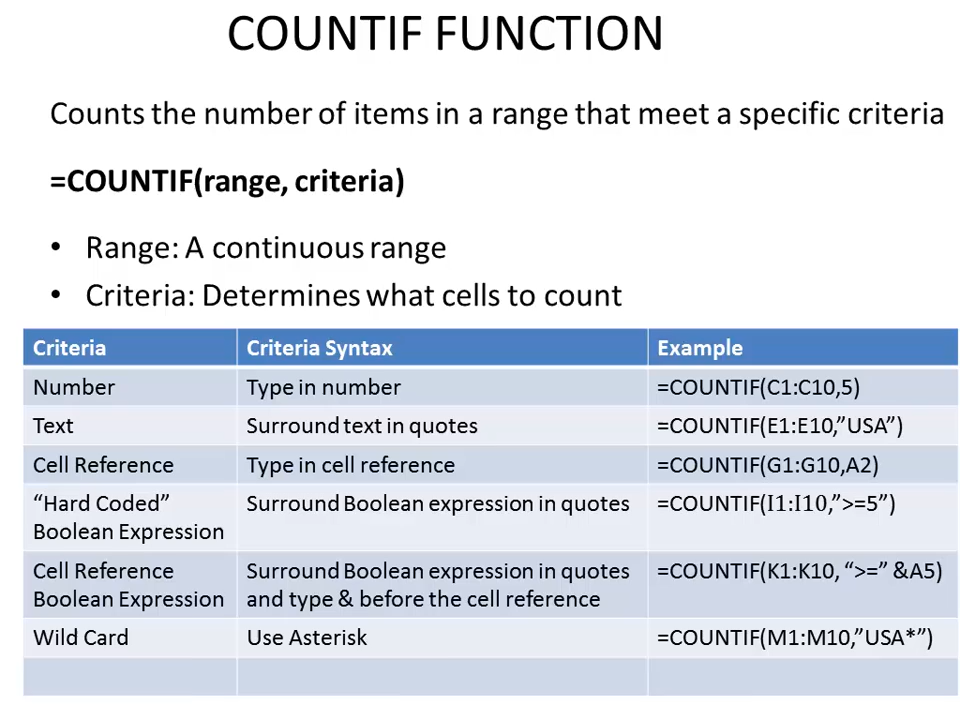 COUNTIF FUNCTION
Counts the number of items in a range that meet a specific criteria
=COUNTIF(range, criteria)
• Range: A continuous range
• Criteria: Determines what cells to count
Criteria Criteria Syntax Example
Number Type in number =COUNTIF(C1:C10,5)
Text Surround text in quotes =COUNTIF(E1:E10,”USA”)
Cell Reference Type in cell reference =COUNTIF(G1:G10,A2)
“Hard Coded” Surround Boolean expression in quotes =COUNTIF(I1:I10,”>=5”)
Boolean Expression
Cell Reference Surround Boolean expression in quotes =COUNTIF(K1:K10, “>=” &A5)
Boolean Expression and type & before the cell reference
Wild Card Use Asterisk =COUNTIF(M1:M10,”USA*”)